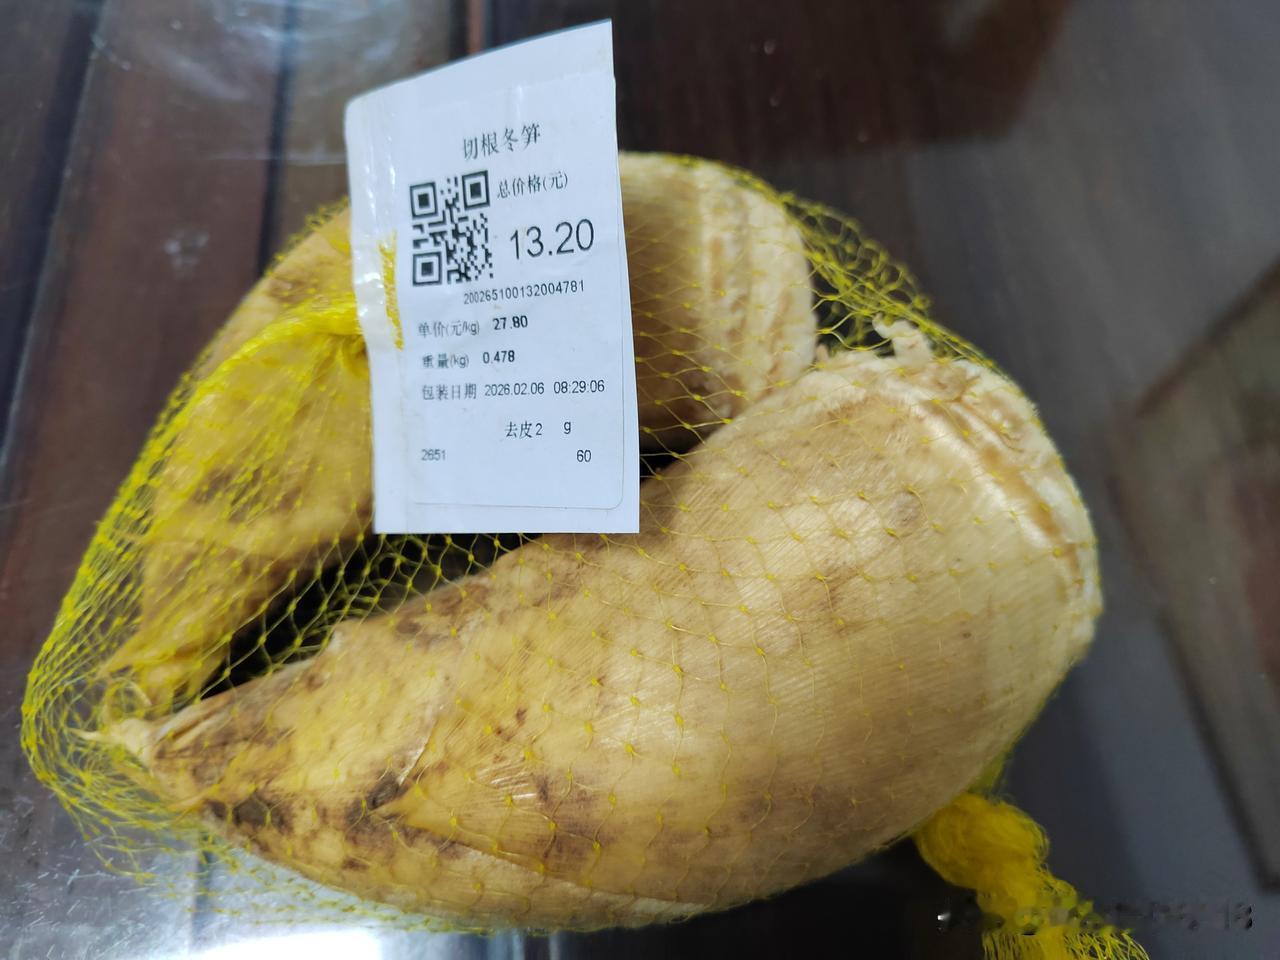 切根冬笋
总价格(元)
13.20
200265100132004781
单价(元/kg) 27.80
重量(kg) 0.478
包装日期 2026.02.06 08:29:06
去皮2 g
2651 60